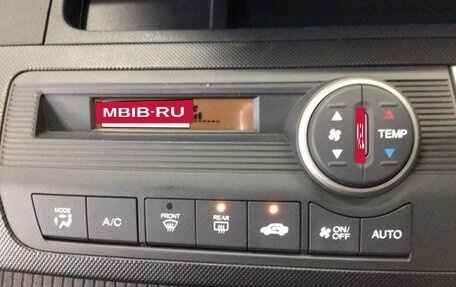 MBIB·RU
TEMP
MODE
A/C
FRONT
REAR
ON/
OFF
AUTO